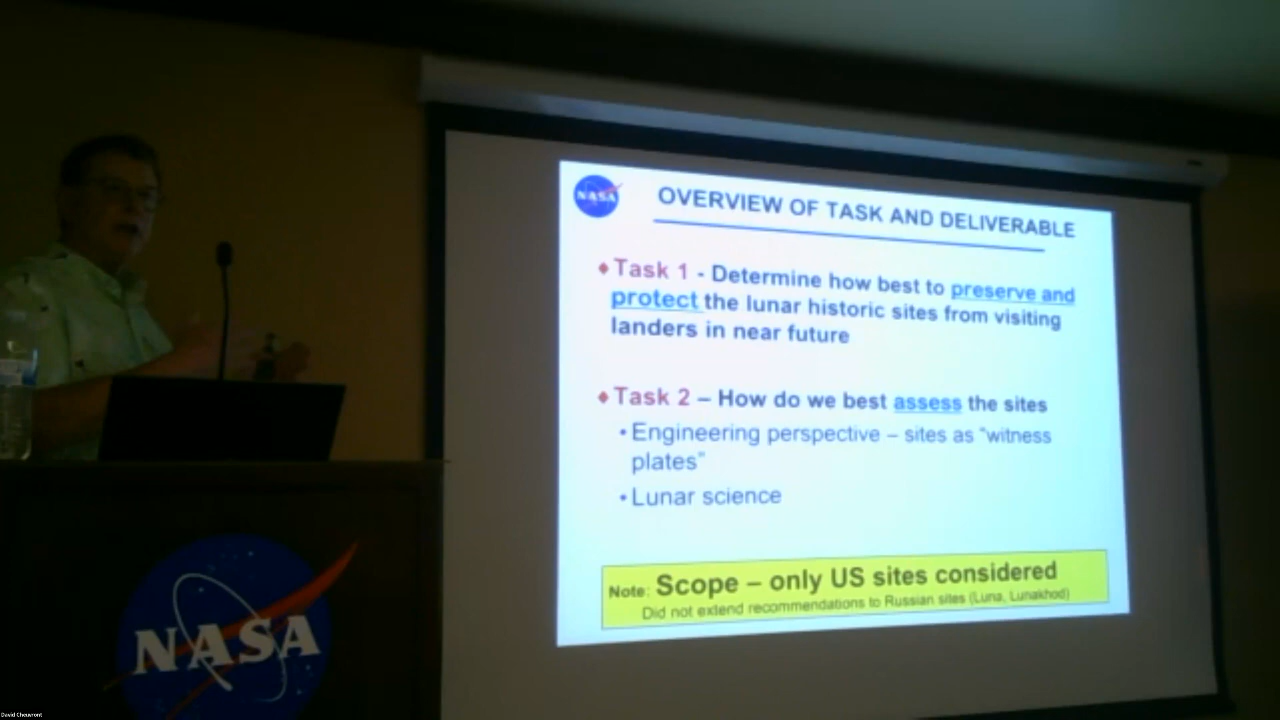 NASA
OVERVIEW OF TASK AND DELIVERABLE
♦Task 1 - Determine how best to preserve and
protect the lunar historic sites from visiting
landers in near future
♦Task 2 – How do we best assess the sites
•Engineering perspective – sites as "witness
plates"
•Lunar science
Note: Scope – only US sites considered
Did not extend recommendations to Russian sites (Luna, Lunakhod)
NASA
David Cheuvront